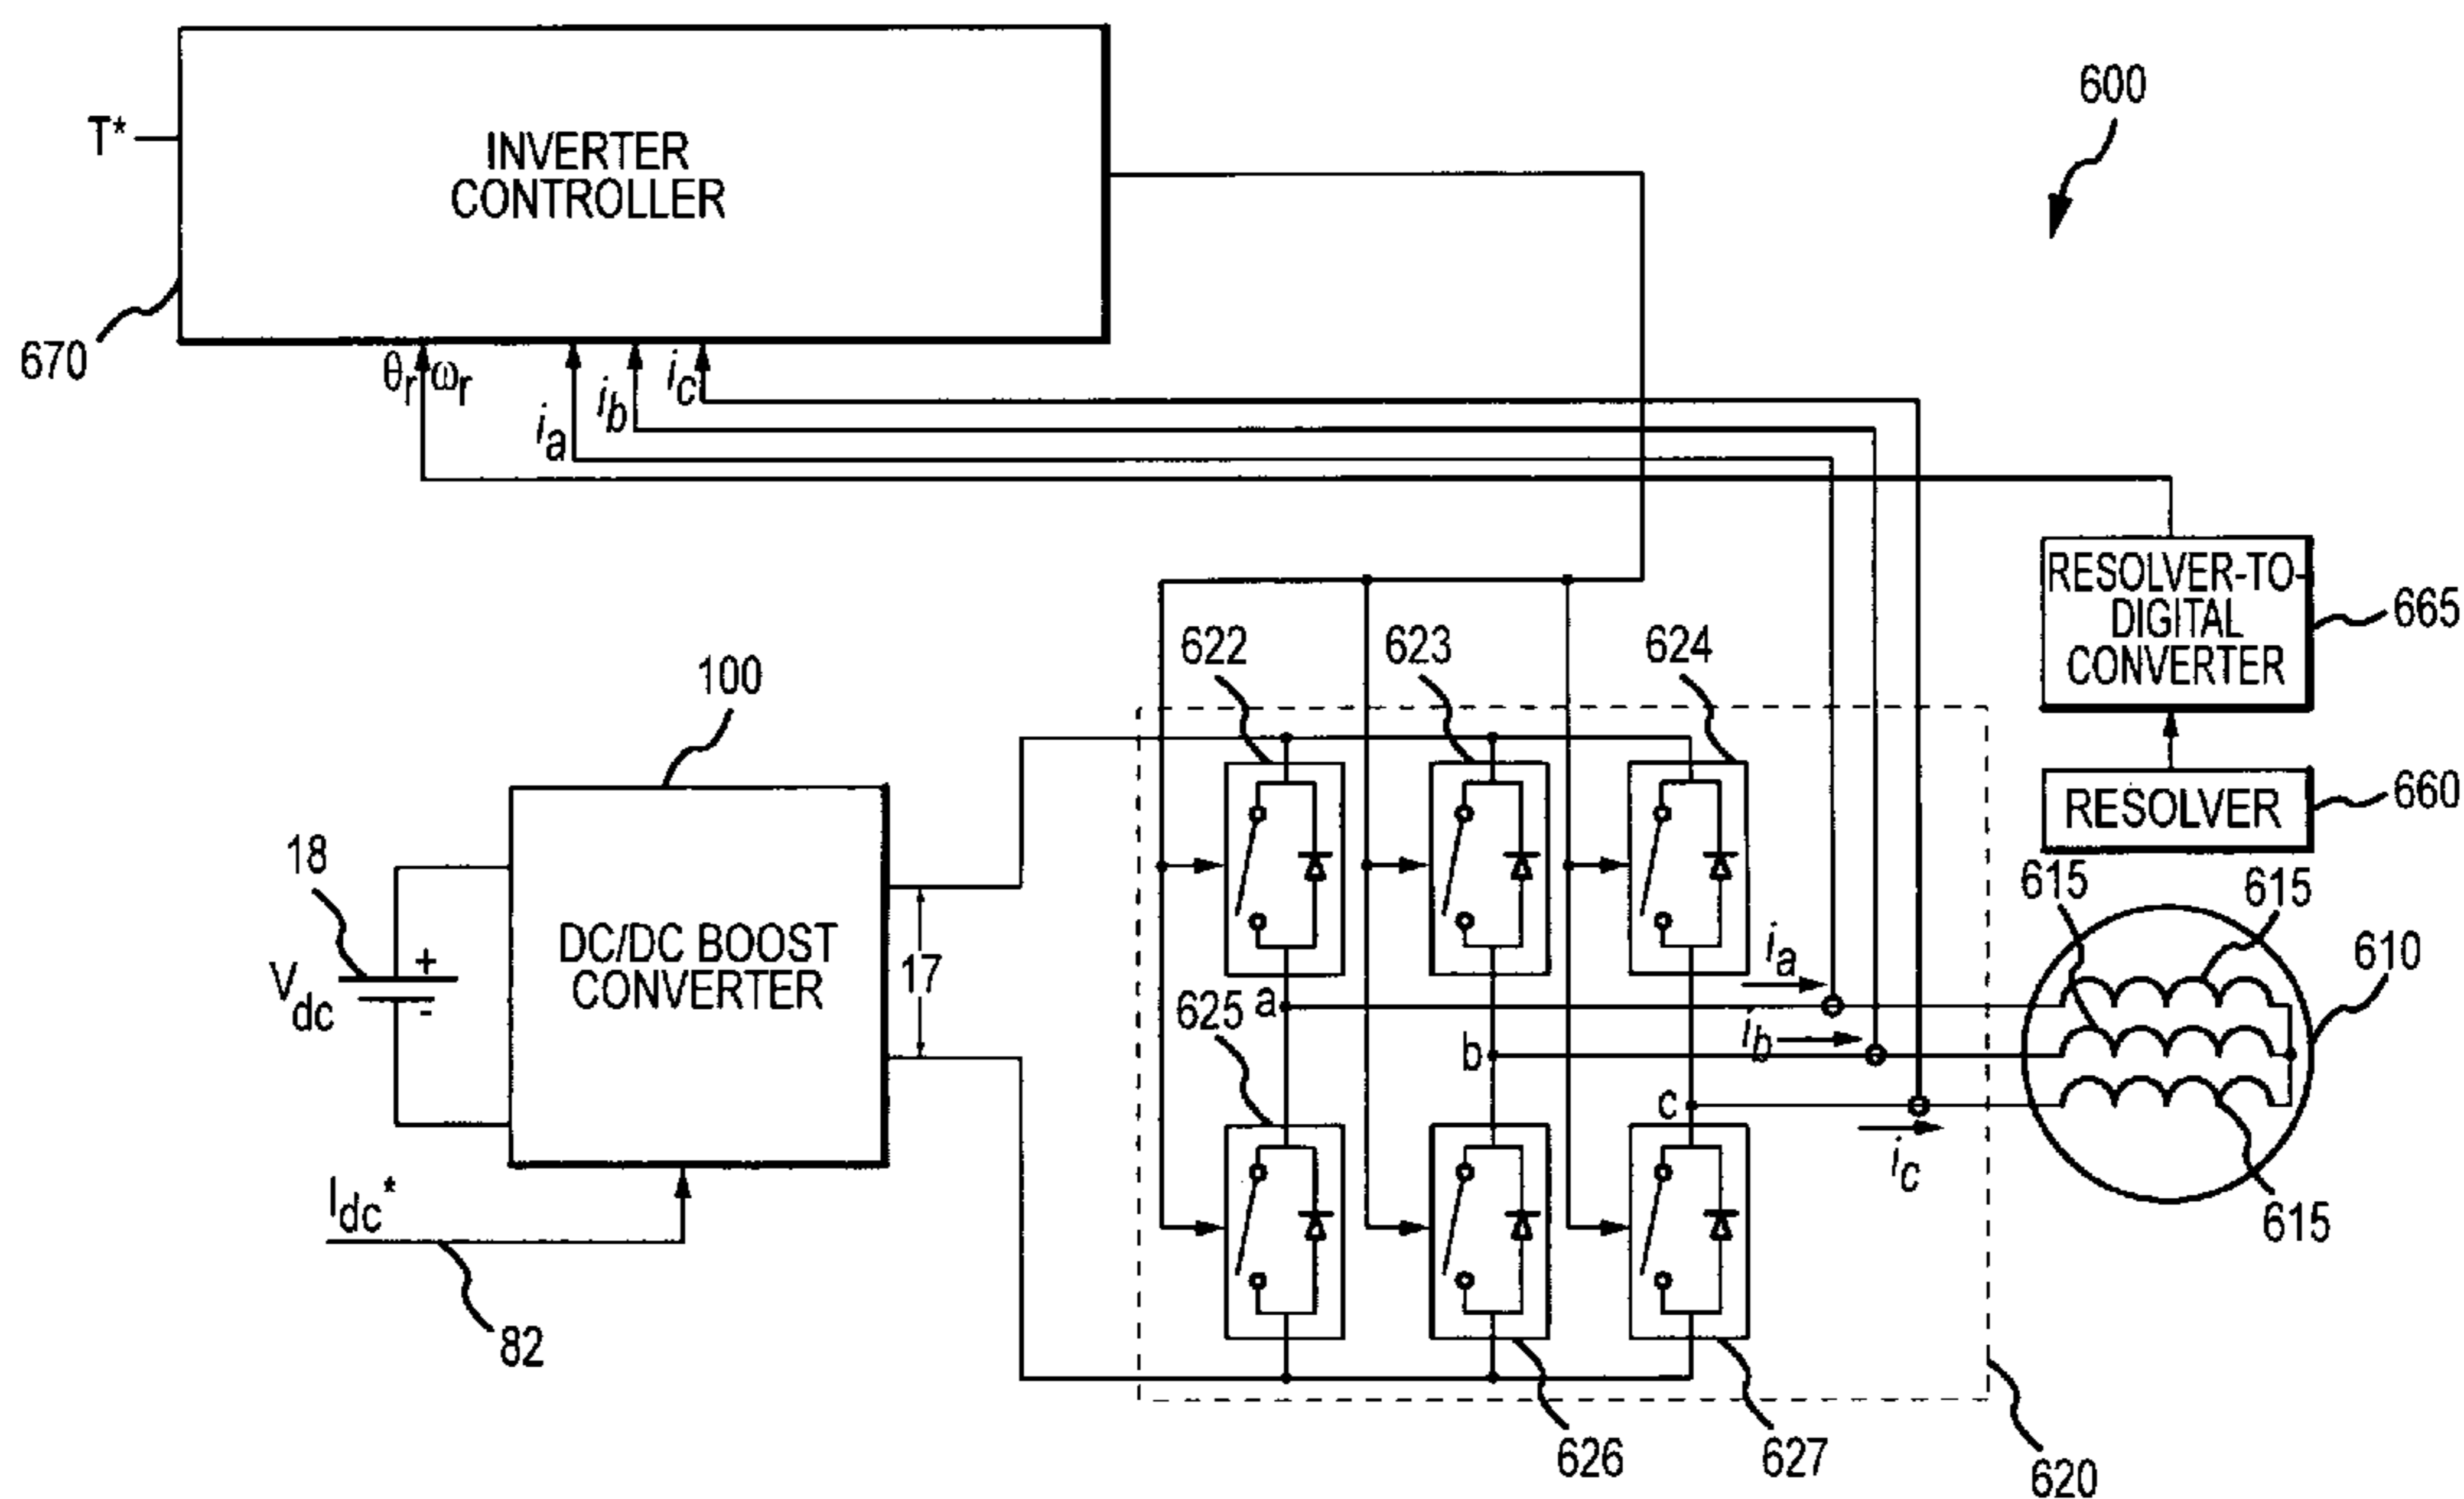 600
T*
INVERTER
CONTROLLER
670
θr ωr
ia
ib
ic
RESOLVER-TO-
DIGITAL
CONVERTER
665
622
623
624
100
RESOLVER
660
18
+
-
Vdc
DC/DC BOOST
CONVERTER
17
615
615
610
ia
625
a
ib
b
c
ic
615
Idc*
82
626
627
620